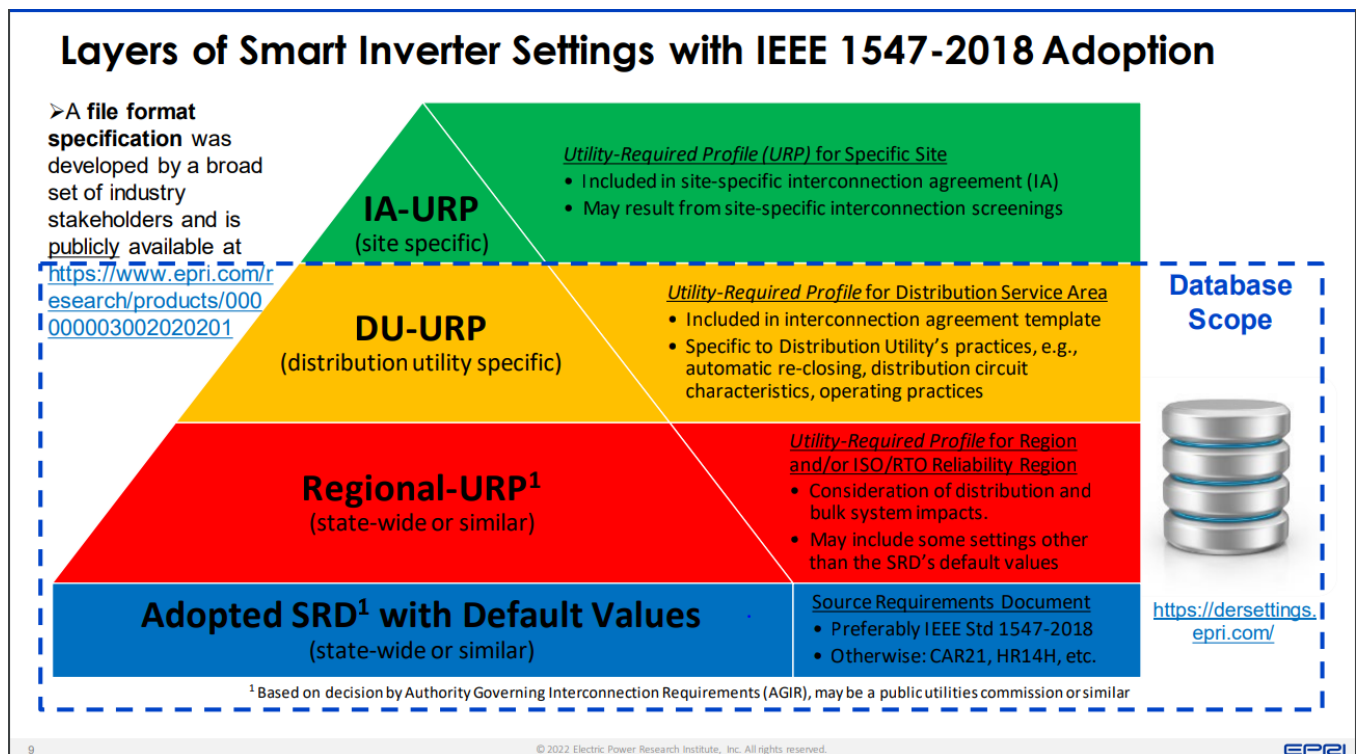 Layers of Smart Inverter Settings with IEEE 1547-2018 Adoption
➢A file format
specification was
developed by a broad
set of industry
stakeholders and is
publicly available at
https://www.epri.com/r
esearch/products/000
000003002020201
IA-URP
(site specific)
Utility-Required Profile (URP) for Specific Site
• Included in site-specific interconnection agreement (IA)
• May result from site-specific interconnection screenings
DU-URP
(distribution utility specific)
Utility-Required Profile for Distribution Service Area
• Included in interconnection agreement template
• Specific to Distribution Utility's practices, e.g.,
automatic re-closing, distribution circuit
characteristics, operating practices
Regional-URP¹
(state-wide or similar)
Utility-Required Profile for Region
and/or ISO/RTO Reliability Region
• Consideration of distribution and
bulk system impacts.
• May include some settings other
than the SRD's default values
Adopted SRD¹ with Default Values
(state-wide or similar)
Source Requirements Document
• Preferably IEEE Std 1547-2018
• Otherwise: CAR21, HR14H, etc.
Database
Scope
https://dersettings.
epri.com/
¹ Based on decision by Authority Governing Interconnection Requirements (AGIR), may be a public utilities commission or similar
9
© 2022 Electric Power Research Institute, Inc. All rights reserved.
EPRI